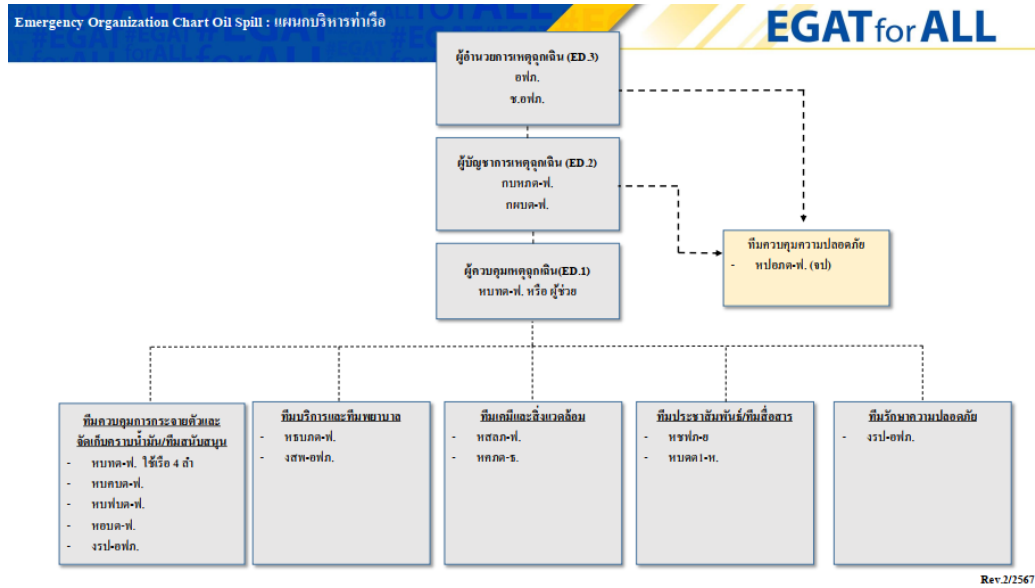 Emergency Organization Chart Oil Spill : แผนกบริหารท่าเรือ
EGAT for ALL
ผู้อำนวยการเหตุฉุกเฉิน (ED.3)
อฟภ.
ช.อฟภ.
ผู้บัญชาการเหตุฉุกเฉิน (ED.2)
กบหภต-ฟ.
กผบต-ฟ.
ผู้ควบคุมเหตุฉุกเฉิน(ED.1)
หบทต-ฟ. หรือ ผู้ช่วย
ทีมควบคุมความปลอดภัย
- หปอภต-ฟ. (จป)
ทีมควบคุมการกระจายตัวและ
จัดเก็บคราบน้ำมัน/ทีมสนับสนุน
- หบทต-ฟ. ใช้เรือ 4 ลำ
- หบคบต-ฟ.
- หบฟบต-ฟ.
- หอบต-ฟ.
- งรป-อฟภ.
ทีมบริการและทีมพยาบาล
- หธบภต-ฟ.
- งสพ-อฟภ.
ทีมเคมีและสิ่งแวดล้อม
- หสลภ-ฟ.
- หคภต-ธ.
ทีมประชาสัมพันธ์/ทีมสื่อสาร
- หชฟภ-ย
- หบตต1-ห.
ทีมรักษาความปลอดภัย
- งรป-อฟภ.
Rev.2/2567